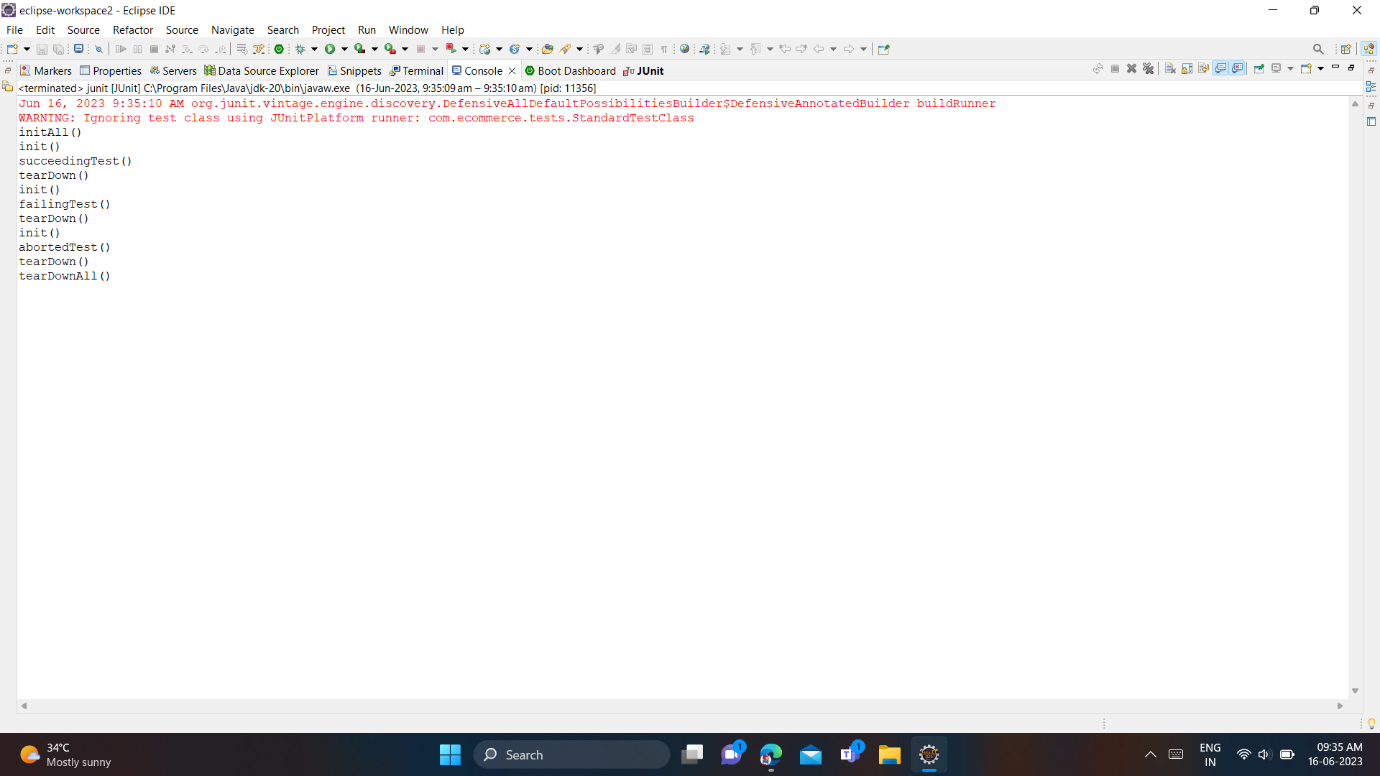 eclipse-workspace2 - Eclipse IDE
File Edit Source Refactor Source Navigate Search Project Run Window Help
Markers Properties Servers Data Source Explorer Snippets Terminal Console Boot Dashboard JUnit
<terminated> junit [JUnit] C:\Program Files\Java\jdk-20\bin\javaw.exe (16-Jun-2023, 9:35:09 am – 9:35:10 am) [pid: 11356]
Jun 16, 2023 9:35:10 AM org.junit.vintage.engine.discovery.DefensiveAllDefaultPossibilitiesBuilder$DefensiveAnnotatedBuilder buildRunner
WARNING: Ignoring test class using JUnitPlatform runner: com.ecommerce.tests.StandardTestClass
initAll()
init()
succeedingTest()
tearDown()
init()
failingTest()
tearDown()
init()
abortedTest()
tearDown()
tearDownAll()
34°C
Mostly sunny
Search
1
1
ENG
IN
09:35 AM
16-06-2023